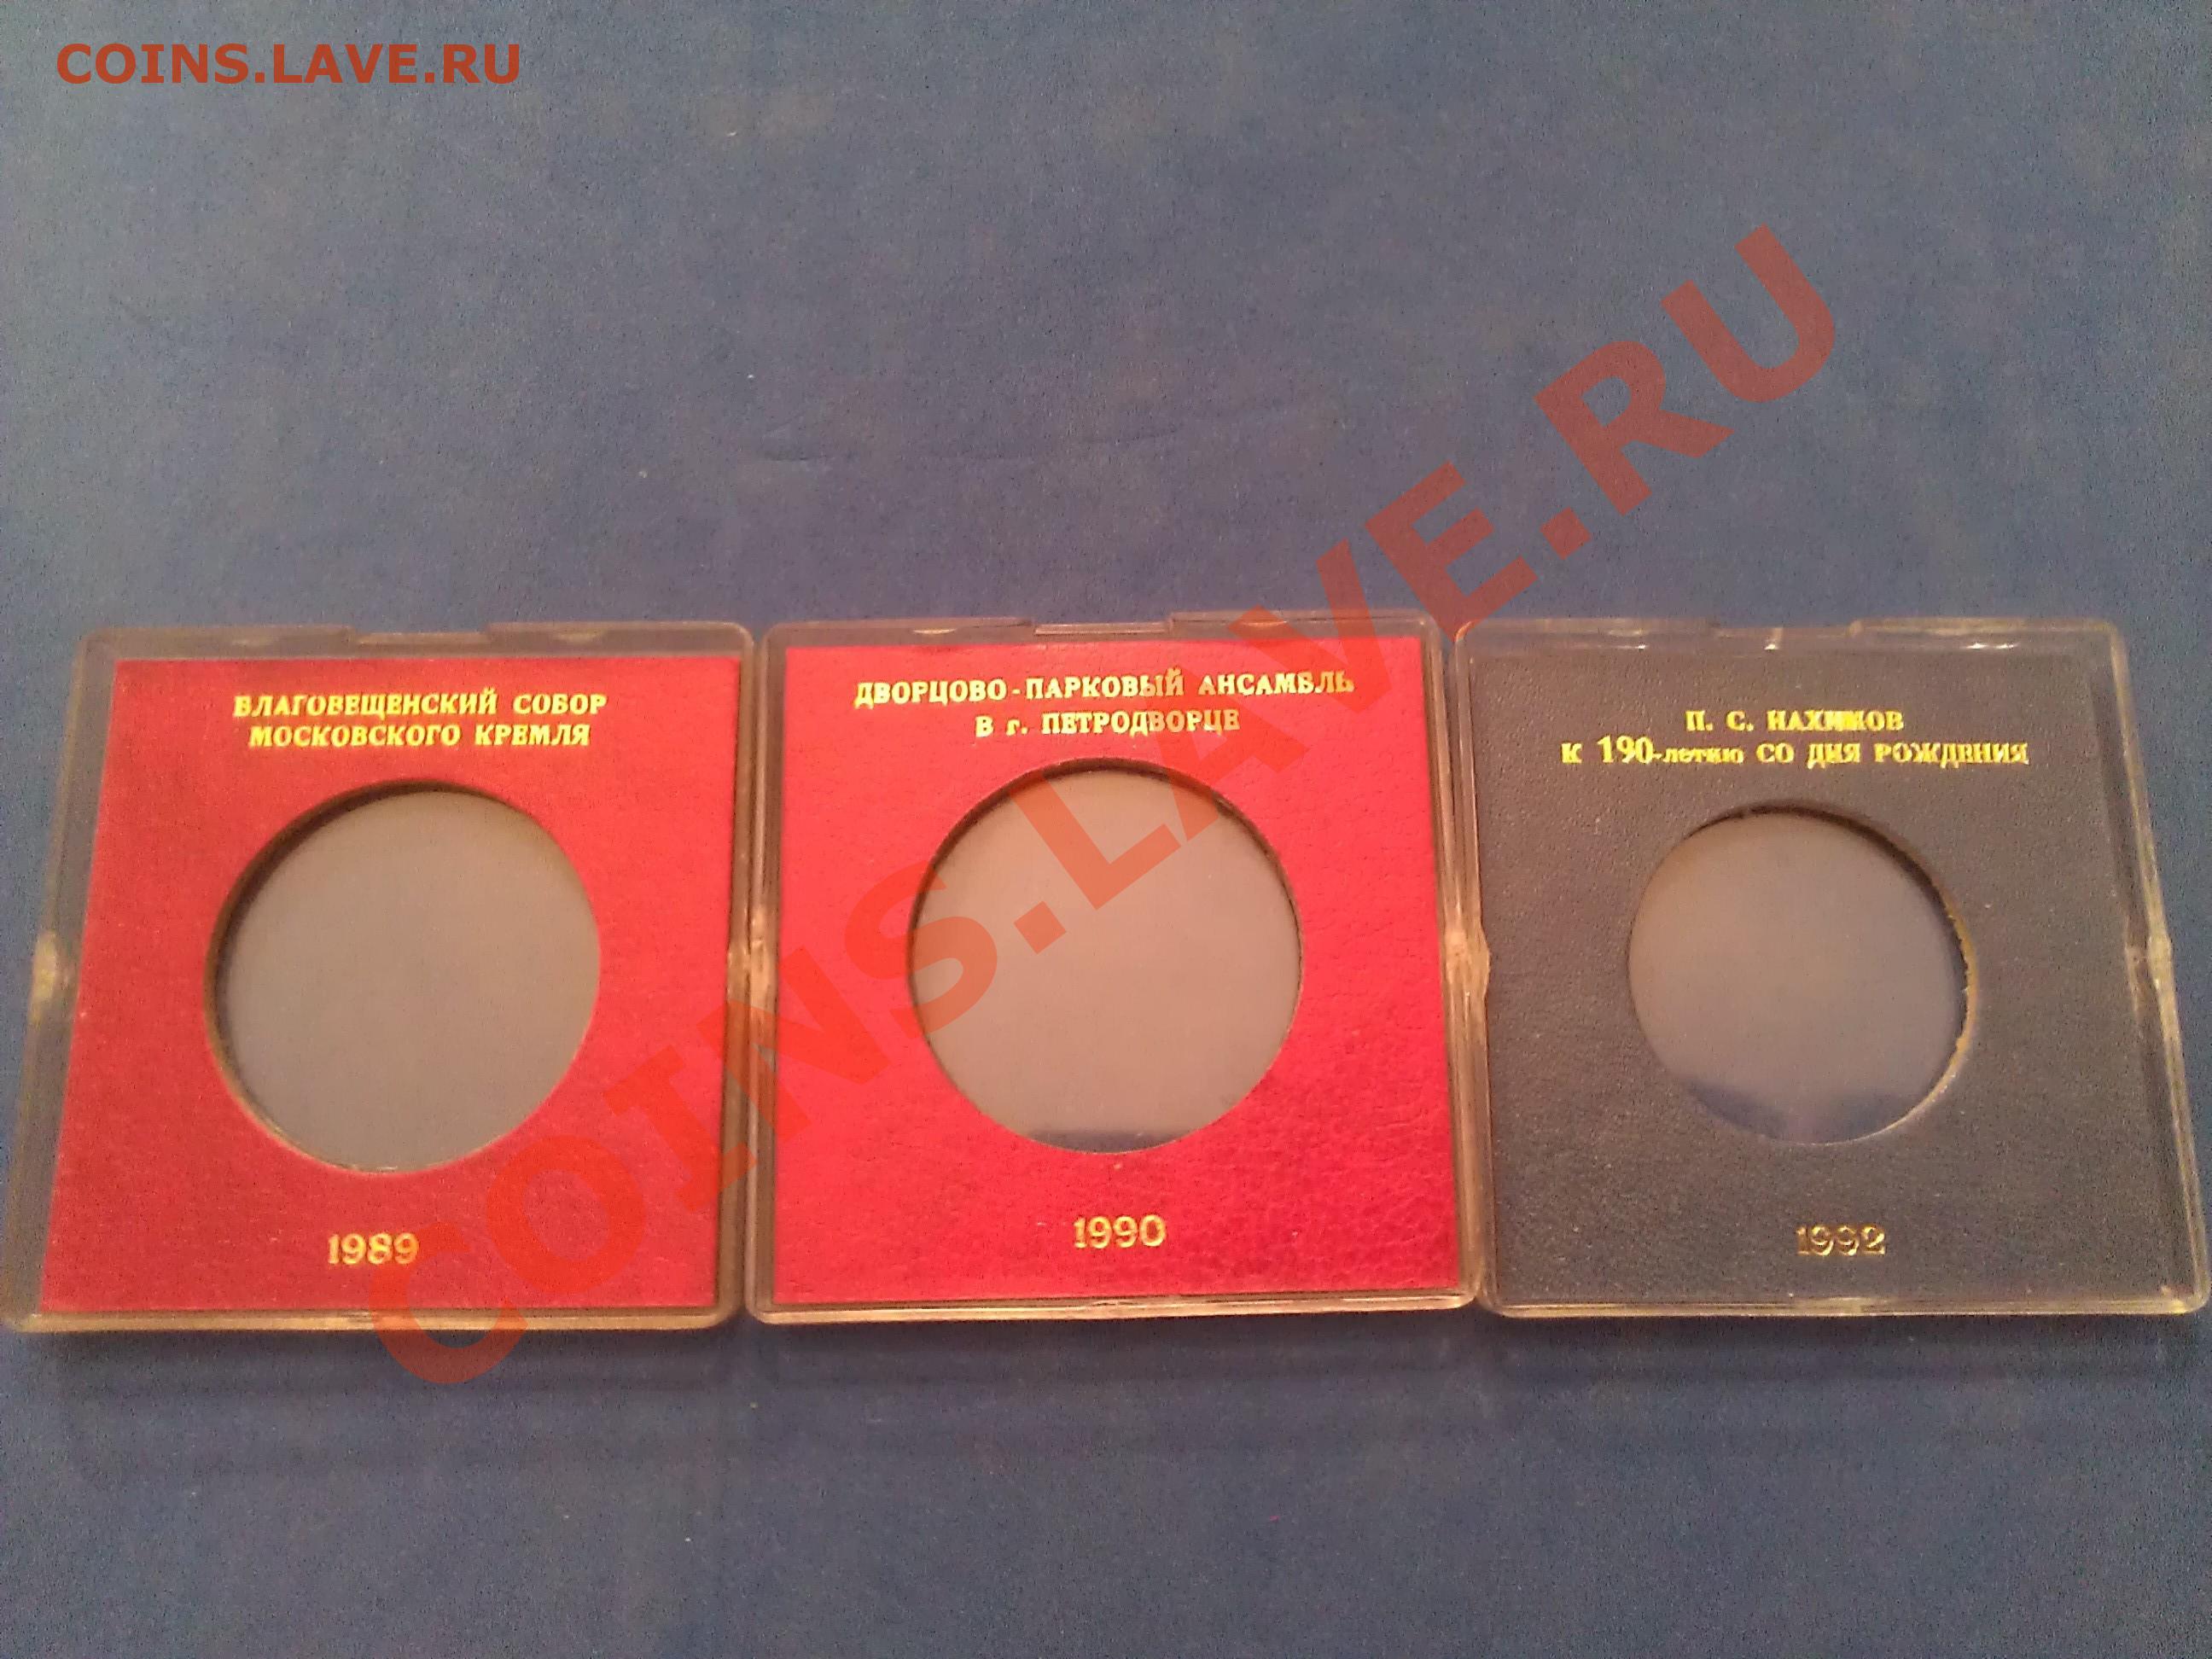 COINS.LAVE.RU
БЛАГОВЕЩЕНСКИЙ СОБОР
МОСКОВСКОГО КРЕМЛЯ
1989
ДВОРЦОВО-ПАРКОВЫЙ АНСАМБЛЬ
В г. ПЕТРОДВОРЦЕ
1990
П. С. НАХИМОВ
К 190-летию СО ДНЯ РОЖДЕНИЯ
1992
COINS.LAVE.RU